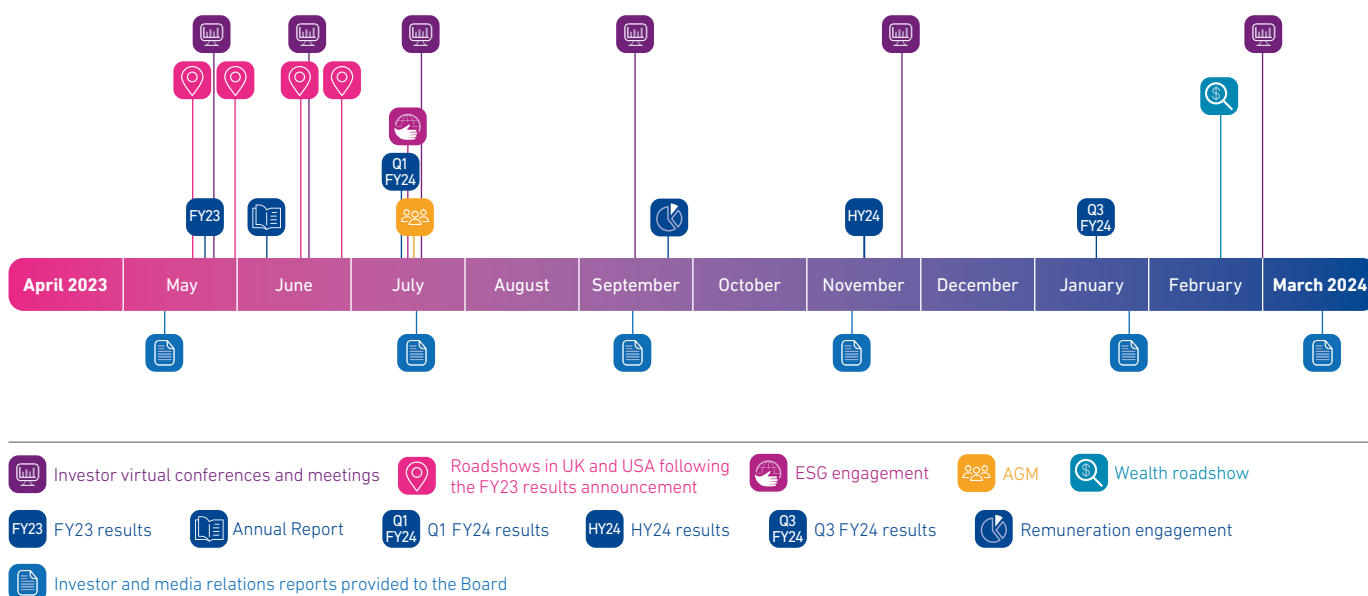 Q1
FY24
FY23
HY24
Q3
FY24
April 2023 May June July August September October November December January February March 2024
Investor virtual conferences and meetings
Roadshows in UK and USA following
the FY23 results announcement
ESG engagement
AGM
Wealth roadshow
FY23 FY23 results
Annual Report
Q1
FY24 Q1 FY24 results
HY24 HY24 results
Q3
FY24 Q3 FY24 results
Remuneration engagement
Investor and media relations reports provided to the Board